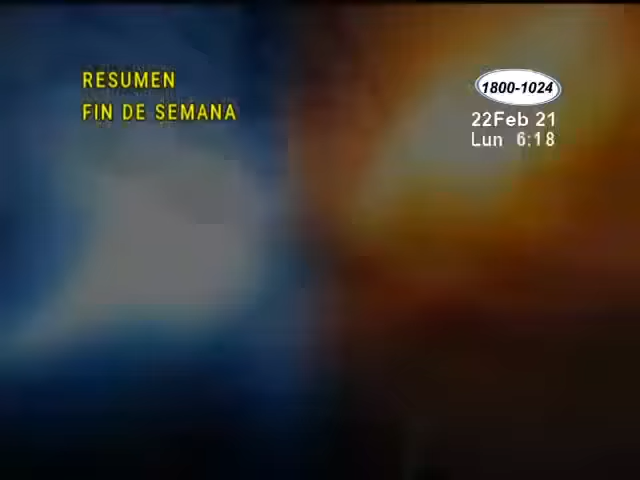 RESUMEN
FIN DE SEMANA
1800-1024
22Feb 21
Lun 6:18